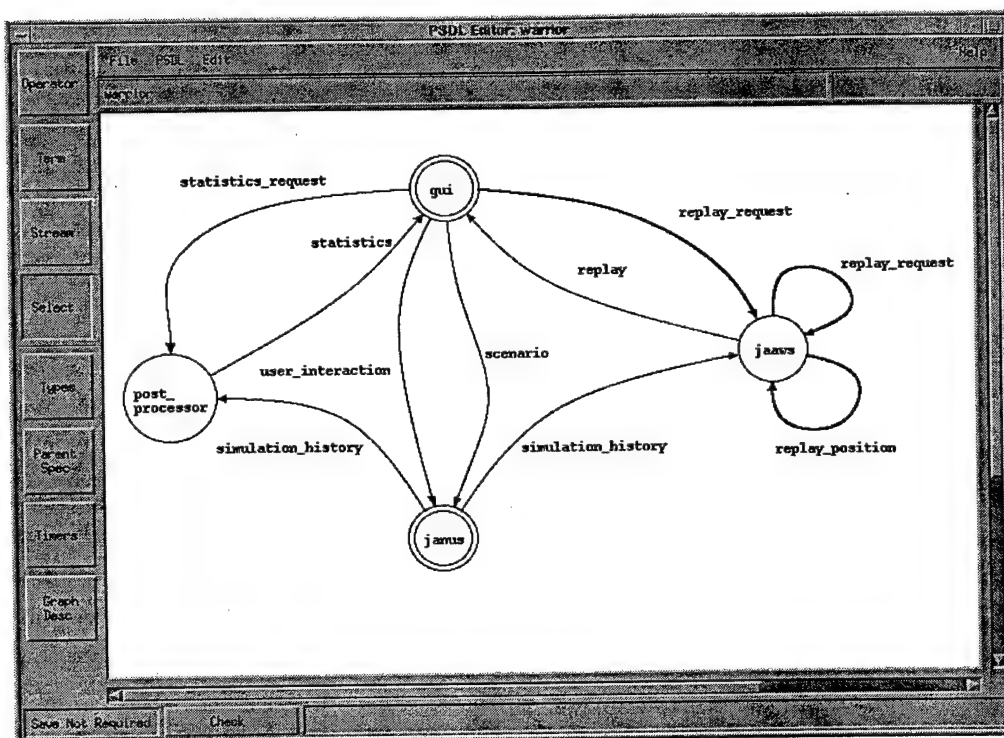 PSDL Editor: warrior
File PSDL Edit Help
Operator
warrior
Term
Stream
Select
Types
Parent
Spec
Timers
Graph
Desc
statistics_request
gui
replay_request
statistics
replay
replay_request
jaaws
user_interaction
scenario
post_
processor
simulation_history
simulation_history
replay_position
janus
Save Not Required
Check